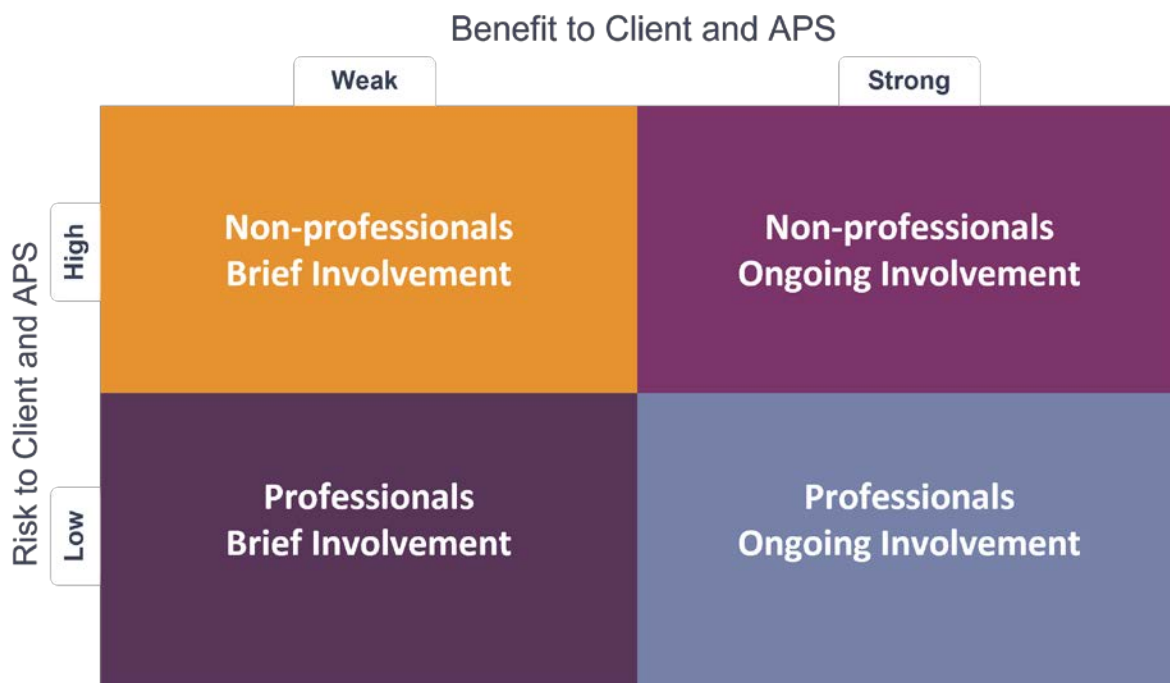 Benefit to Client and APS
Weak
Strong
Risk to Client and APS
High
Non-professionals
Brief Involvement
Non-professionals
Ongoing Involvement
Low
Professionals
Brief Involvement
Professionals
Ongoing Involvement